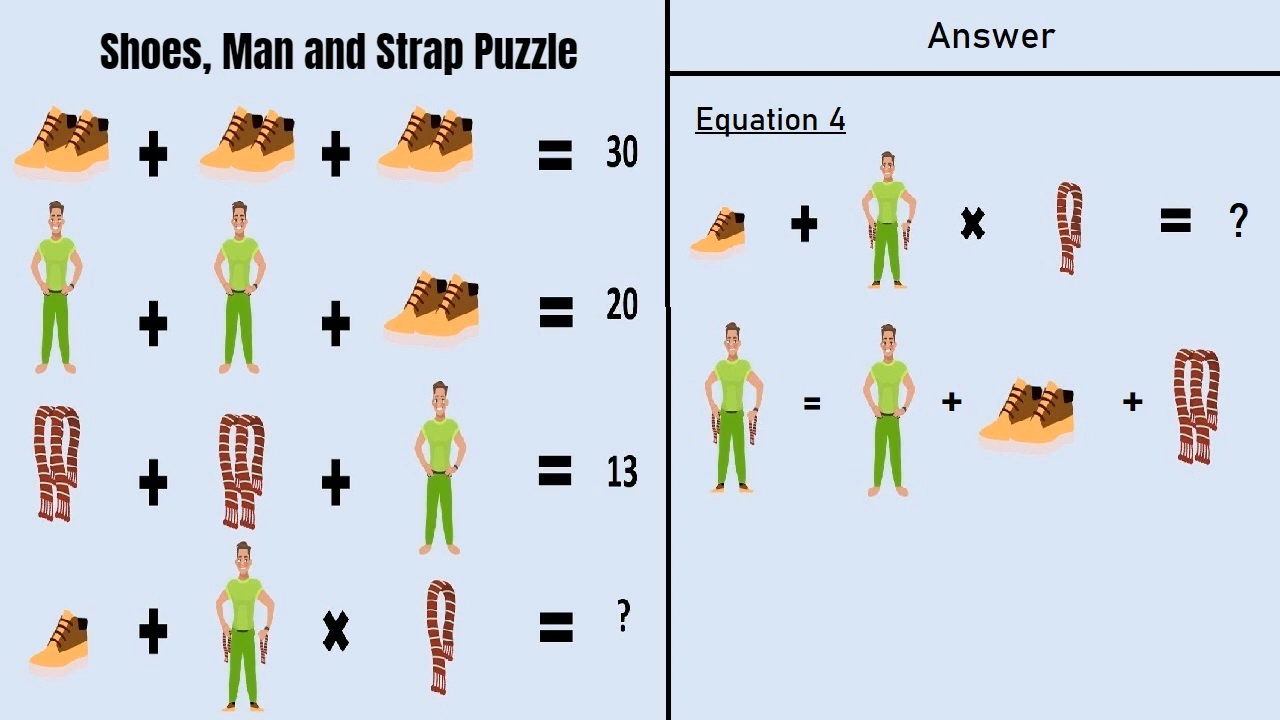 Shoes, Man and Strap Puzzle
+ + = 30
+ + = 20
+ + = 13
+ × = ?
Answer
Equation 4
+ × = ?
= + +